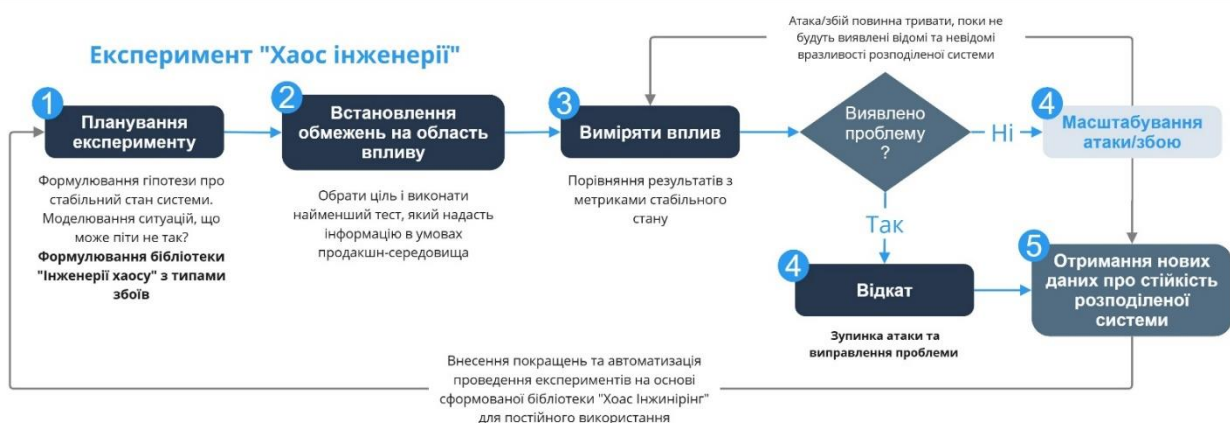 Атака/збій повинна тривати, поки не
будуть виявлені відомі та невідомі
вразливості розподіленої системи
Експеримент "Хаос інженерії"
1
Планування
експерименту
Формулювання гіпотези про
стабільний стан системи.
Моделювання ситуацій, що
може піти не так?
Формулювання бібліотеки
"Інженерії хаосу" з типами
збоїв
2
Встановлення
обмежень на область
впливу
Обрати ціль і виконати
найменший тест, який надасть
інформацію в умовах
продакшн-середовища
3
Виміряти вплив
Порівняння результатів з
метриками стабільного
стану
Виявлено
проблему
?
Ні
4
Масштабування
атаки/збою
Так
4
Відкат
Зупинка атаки та
виправлення проблеми
5
Отримання нових
даних про стійкість
розподіленої
системи
Внесення покращень та автоматизація
проведення експериментів на основі
сформованої бібліотеки "Хоас Інжинірінг"
для постійного використання